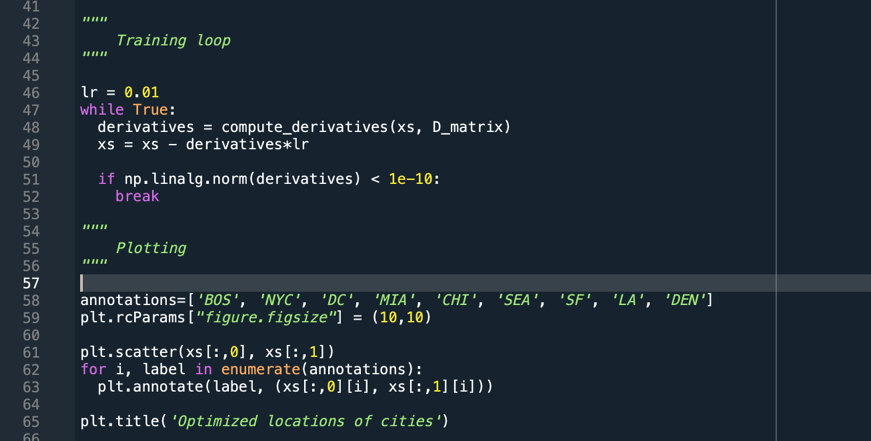 41
42 """
43     Training loop
44 """
45
46 lr = 0.01
47 while True:
48   derivatives = compute_derivatives(xs, D_matrix)
49   xs = xs - derivatives*lr
50
51   if np.linalg.norm(derivatives) < 1e-10:
52     break
53
54 """
55     Plotting
56 """
57
58 annotations=['BOS', 'NYC', 'DC', 'MIA', 'CHI', 'SEA', 'SF', 'LA', 'DEN']
59 plt.rcParams["figure.figsize"] = (10,10)
60
61 plt.scatter(xs[:,0], xs[:,1])
62 for i, label in enumerate(annotations):
63   plt.annotate(label, (xs[:,0][i], xs[:,1][i]))
64
65 plt.title('Optimized locations of cities')
66